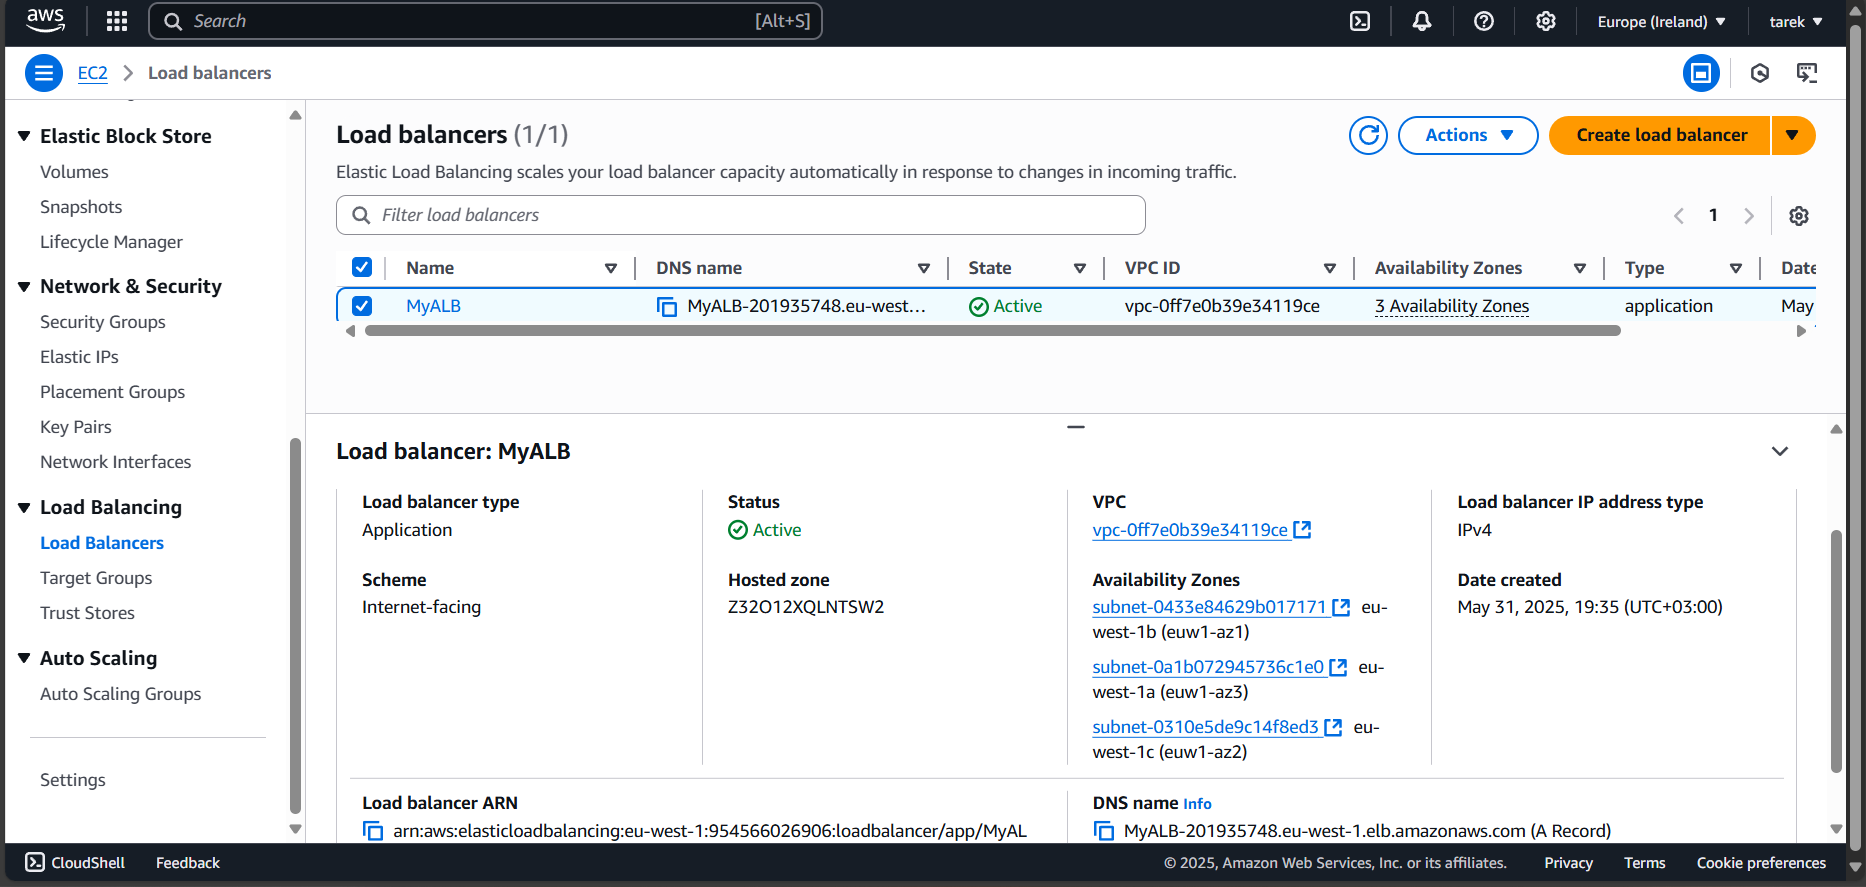 aws
Search [Alt+S]
Europe (Ireland)
tarek
EC2 > Load balancers
Elastic Block Store
Volumes
Snapshots
Lifecycle Manager
Network & Security
Security Groups
Elastic IPs
Placement Groups
Key Pairs
Network Interfaces
Load Balancing
Load Balancers
Target Groups
Trust Stores
Auto Scaling
Auto Scaling Groups
Settings
Load balancers (1/1)
Actions
Create load balancer
Elastic Load Balancing scales your load balancer capacity automatically in response to changes in incoming traffic.
Filter load balancers
1
Name DNS name State VPC ID Availability Zones Type Date
MyALB MyALB-201935748.eu-west... Active vpc-0ff7e0b39e34119ce 3 Availability Zones application May
Load balancer: MyALB
Load balancer type
Application
Status
Active
VPC
vpc-0ff7e0b39e34119ce
Load balancer IP address type
IPv4
Scheme
Internet-facing
Hosted zone
Z32O12XQLNTSW2
Availability Zones
subnet-0433e84629b017171 eu-
west-1b (euw1-az1)
subnet-0a1b072945736c1e0 eu-
west-1a (euw1-az3)
subnet-0310e5de9c14f8ed3 eu-
west-1c (euw1-az2)
Date created
May 31, 2025, 19:35 (UTC+03:00)
Load balancer ARN
arn:aws:elasticloadbalancing:eu-west-1:954566026906:loadbalancer/app/MyAL
DNS name Info
MyALB-201935748.eu-west-1.elb.amazonaws.com (A Record)
CloudShell
Feedback
© 2025, Amazon Web Services, Inc. or its affiliates.
Privacy
Terms
Cookie preferences